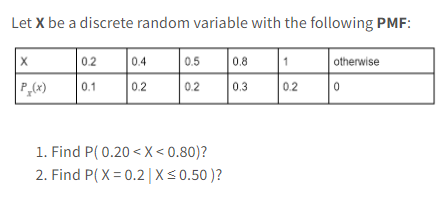 Let X be a discrete random variable with the following PMF:
X 0.2 0.4 0.5 0.8 1 otherwise
P_x(x) 0.1 0.2 0.2 0.3 0.2 0
1. Find P( 0.20 < X < 0.80)?
2. Find P( X = 0.2 | X ≤ 0.50 )?